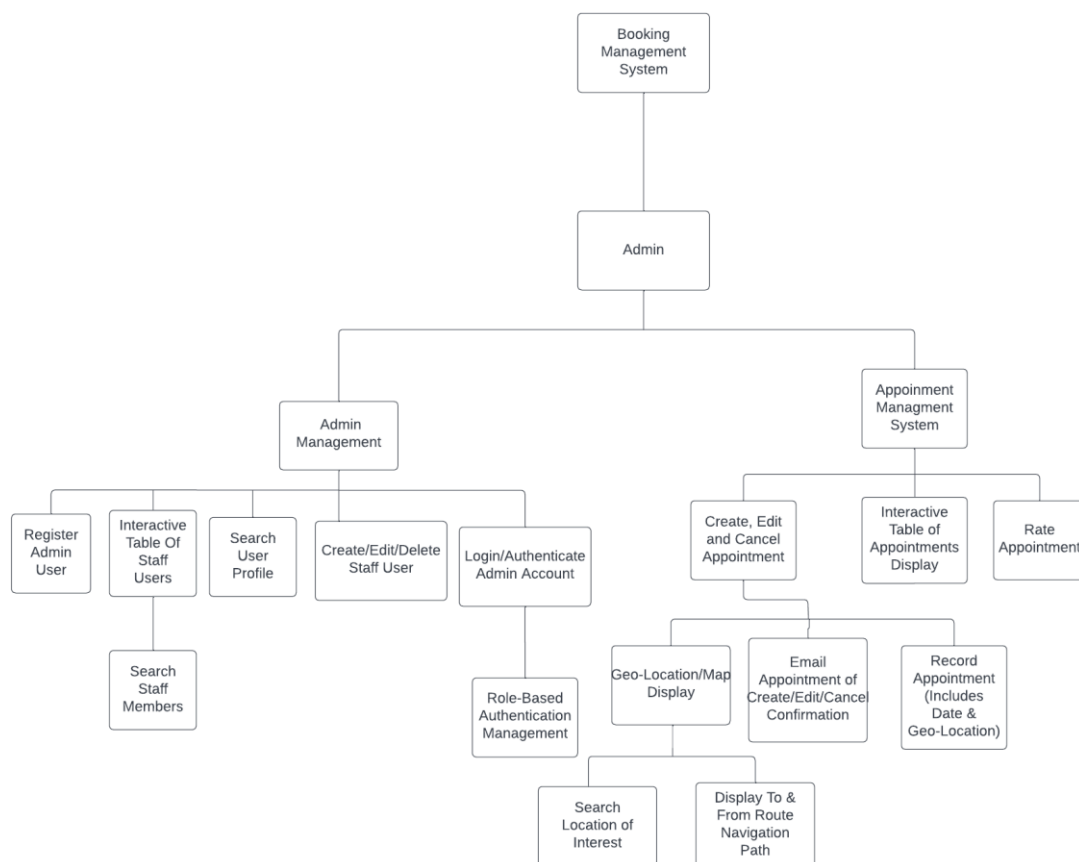 Booking
Management
System
Admin
Admin
Management
Appoinment
Managment
System
Register
Admin
User
Interactive
Table Of
Staff
Users
Search
User
Profile
Create/Edit/Delete
Staff User
Login/Authenticate
Admin Account
Create, Edit
and Cancel
Appointment
Interactive
Table of
Appointments
Display
Rate
Appointment
Search
Staff
Members
Role-Based
Authentication
Management
Geo-Location/Map
Display
Email
Appointment of
Create/Edit/Cancel
Confirmation
Record
Appointment
(Includes
Date &
Geo-Location)
Search
Location of
Interest
Display To &
From Route
Navigation
Path